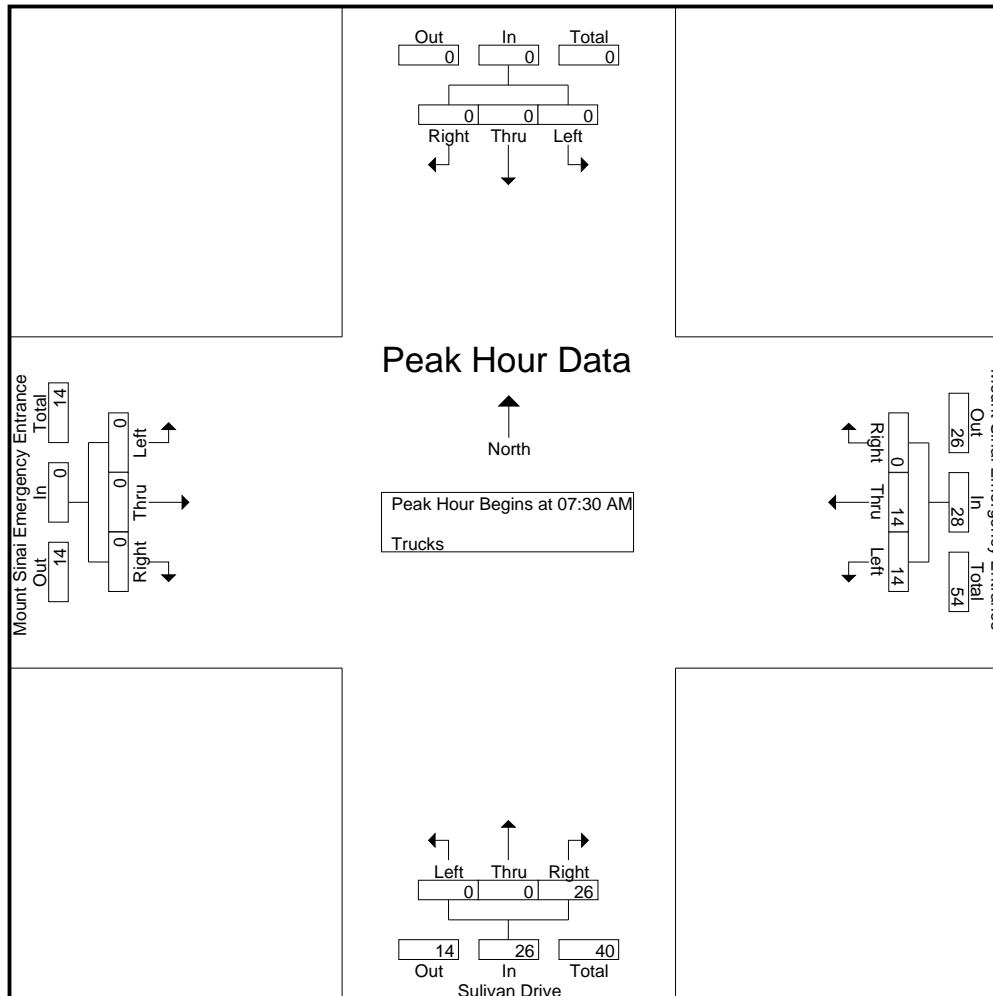 Out In Total
0 0 0
0 0 0
Right Thru Left
Peak Hour Data
North
Peak Hour Begins at 07:30 AM
Trucks
Mount Sinai Emergency Entrance
Out In Total
14 0 14
Right Thru Left
0 0 0
Out In Total
26 28 54
Right Thru Left
0 14 14
Left Thru Right
0 0 26
14 26 40
Out In Total
Sulivan Drive